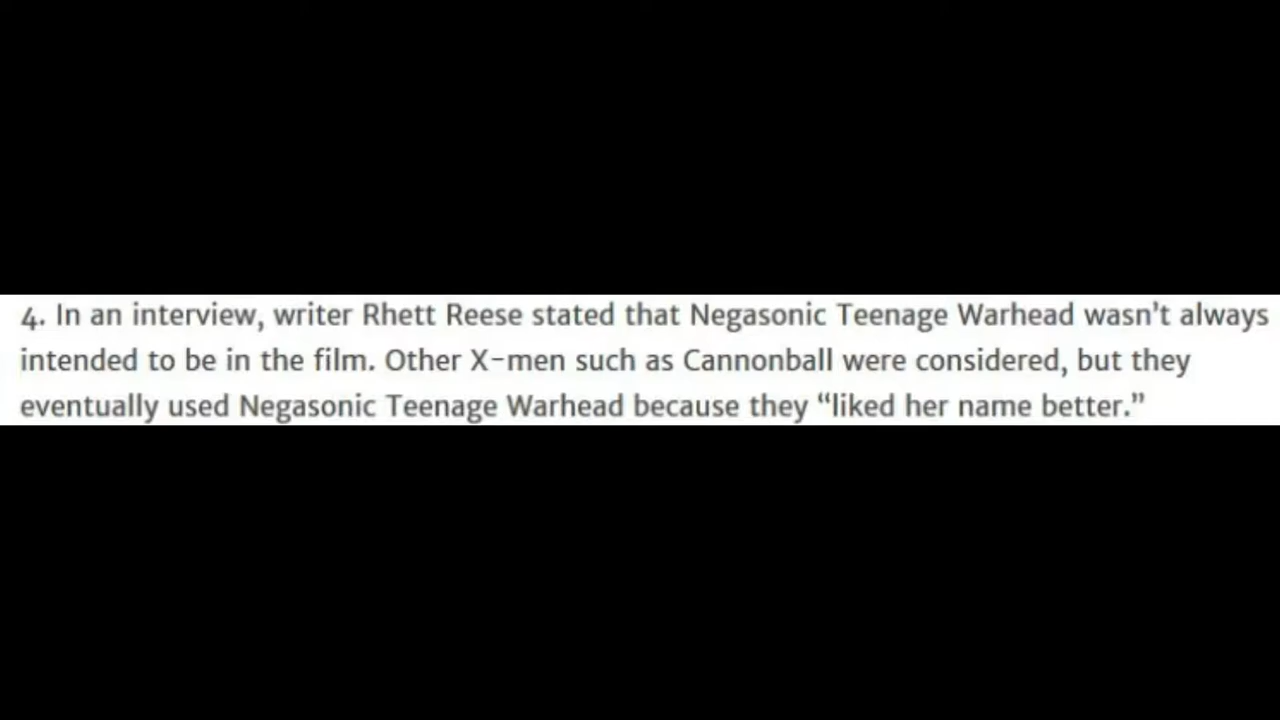 4. In an interview, writer Rhett Reese stated that Negasonic Teenage Warhead wasn’t always
intended to be in the film. Other X-men such as Cannonball were considered, but they
eventually used Negasonic Teenage Warhead because they “liked her name better.”